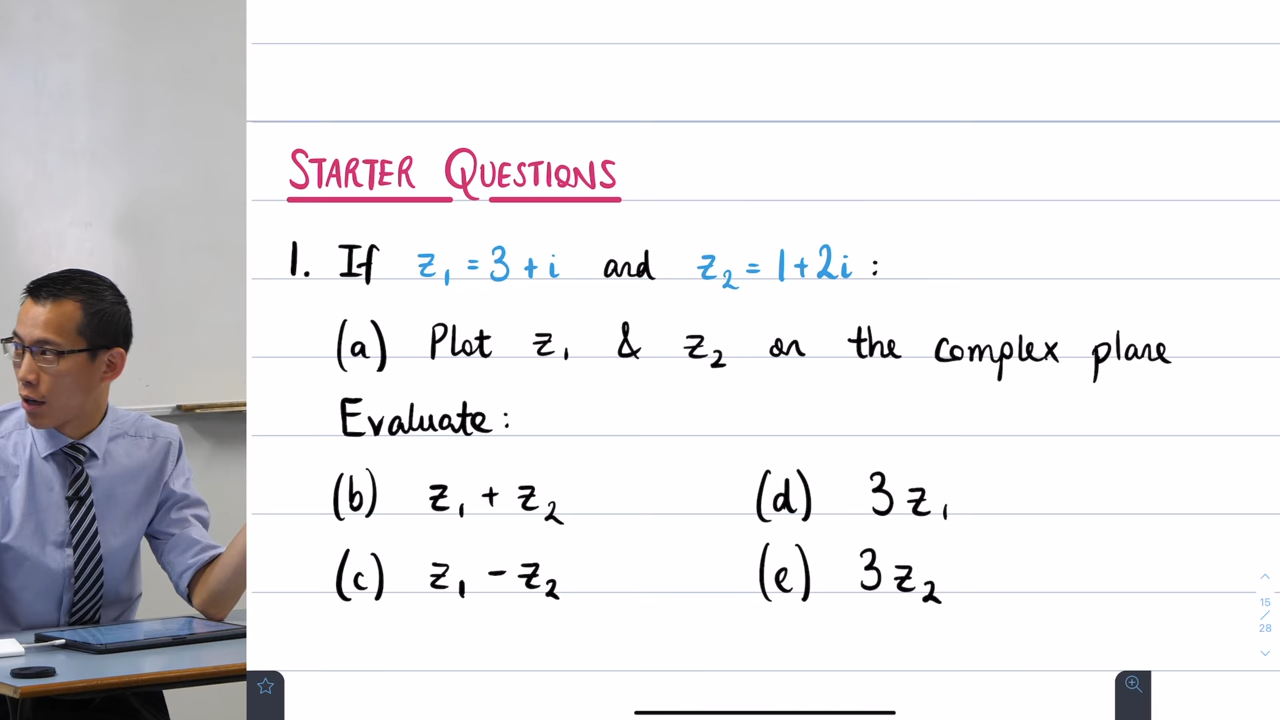 STARTER QUESTIONS
1. If z₁ = 3 + i and z₂ = 1 + 2i :
(a) Plot z₁ & z₂ on the complex plane
Evaluate :
(b) z₁ + z₂
(d) 3z₁
(c) z₁ - z₂
(e) 3z₂
15
/
28